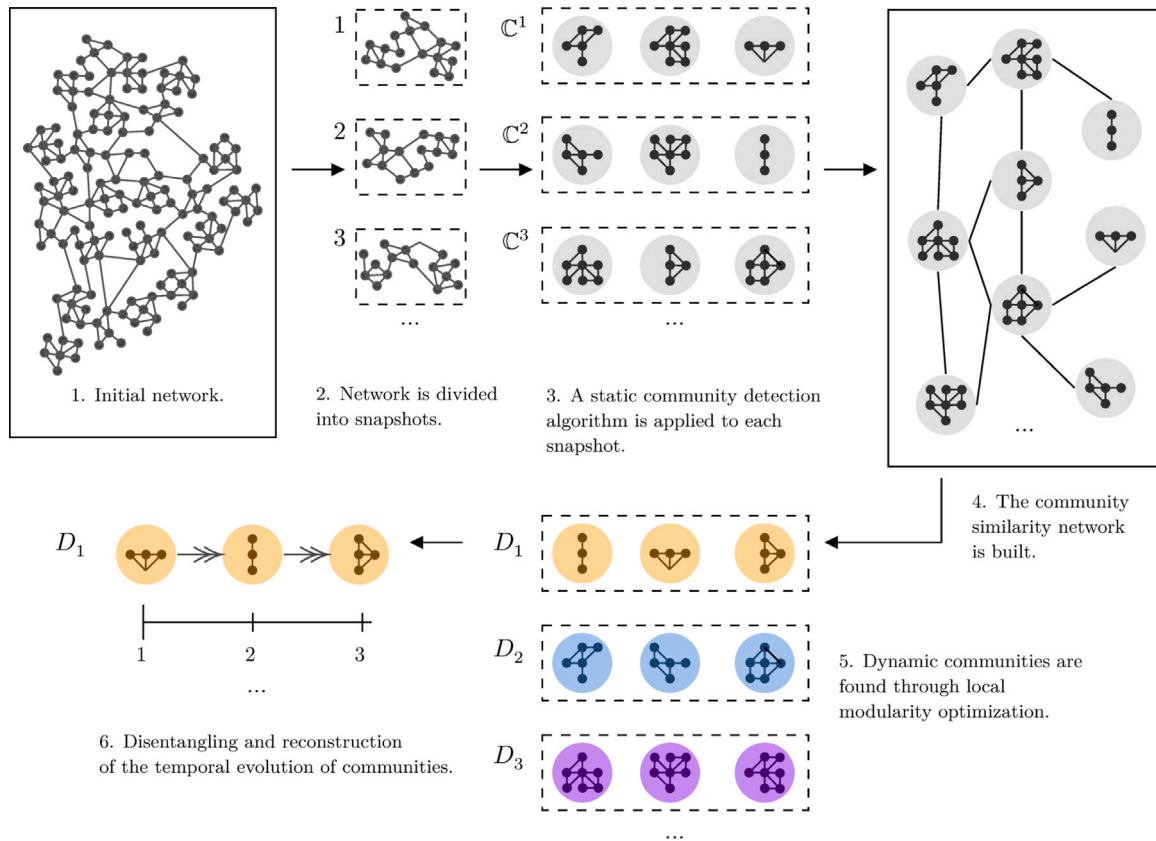 1
ℂ¹
2
ℂ²
3
ℂ³
...
...
...
1. Initial network.
2. Network is divided
into snapshots.
3. A static community detection
algorithm is applied to each
snapshot.
4. The community
similarity network
is built.
D₁
D₂
D₃
...
5. Dynamic communities are
found through local
modularity optimization.
D₁
1 2 3
...
6. Disentangling and reconstruction
of the temporal evolution of communities.